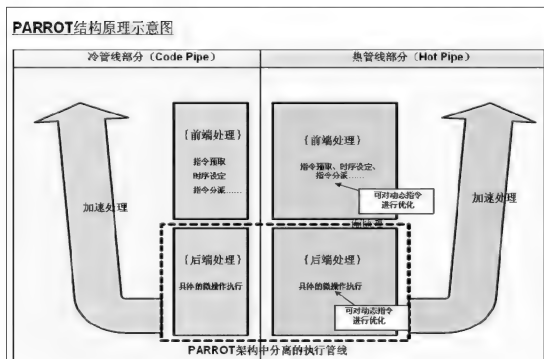 PARROT结构原理示意图
冷管线部分（Code Pipe）
热管线部分（Hot Pipe）
{前端处理}
指令预取
时序设定
指令分派……
{前端处理}
指令预取、时序设定、
指令分派……
可对动态指令
进行优化
加速处理
加速处理
{后端处理}
具体的微操作执行
{后端处理}
具体的微操作执行
可对动态指令
进行优化
PARROT架构中分离的执行管线